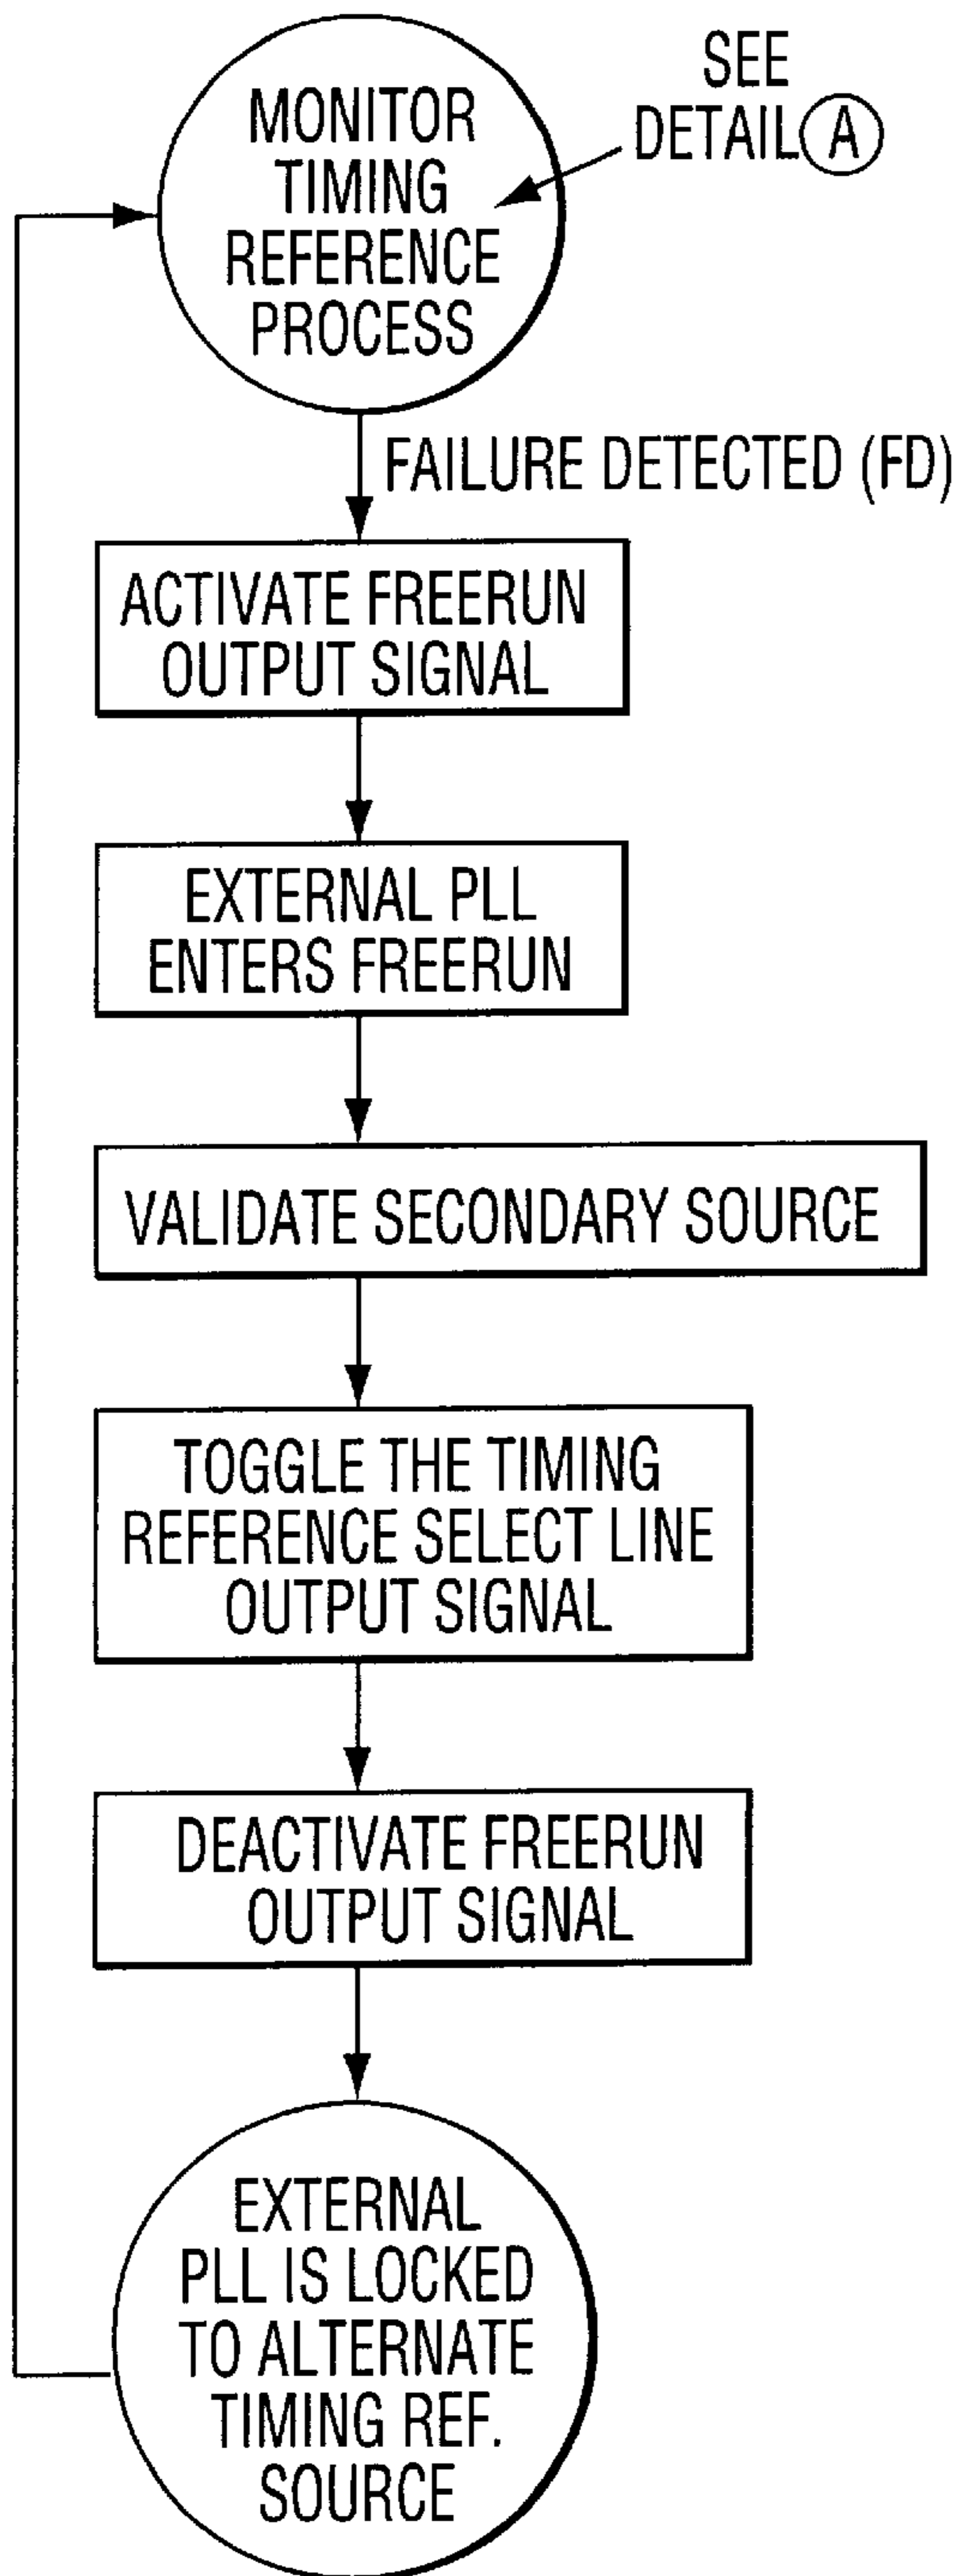 MONITOR
TIMING
REFERENCE
PROCESS
SEE
DETAIL A
FAILURE DETECTED (FD)
ACTIVATE FREERUN
OUTPUT SIGNAL
EXTERNAL PLL
ENTERS FREERUN
VALIDATE SECONDARY SOURCE
TOGGLE THE TIMING
REFERENCE SELECT LINE
OUTPUT SIGNAL
DEACTIVATE FREERUN
OUTPUT SIGNAL
EXTERNAL
PLL IS LOCKED
TO ALTERNATE
TIMING REF.
SOURCE